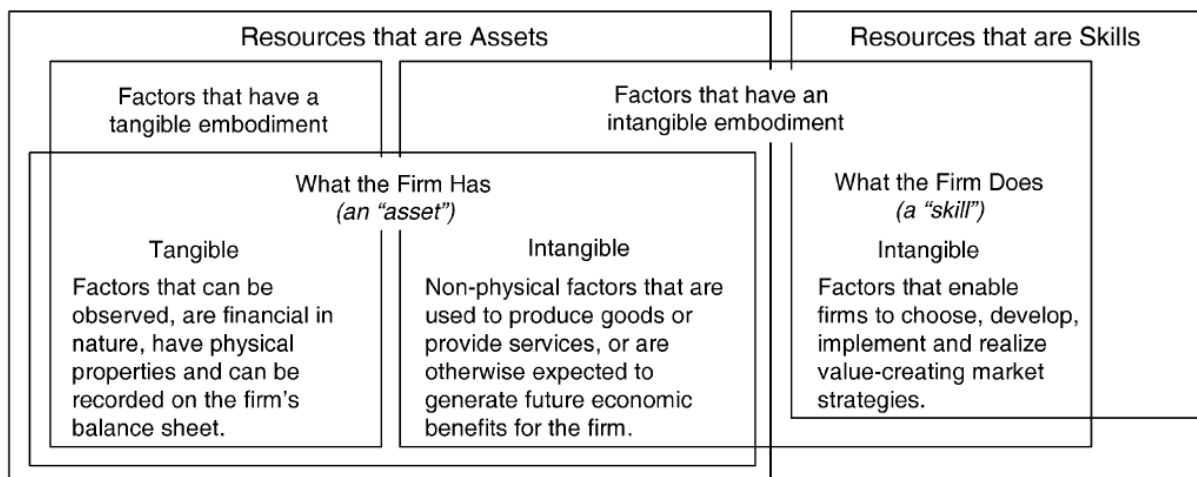 Resources that are Assets
Resources that are Skills
Factors that have a
tangible embodiment
Factors that have an
intangible embodiment
What the Firm Has
(an “asset”)
What the Firm Does
(a “skill”)
Tangible
Factors that can be
observed, are financial in
nature, have physical
properties and can be
recorded on the firm’s
balance sheet.
Intangible
Non-physical factors that are
used to produce goods or
provide services, or are
otherwise expected to
generate future economic
benefits for the firm.
Intangible
Factors that enable
firms to choose, develop,
implement and realize
value-creating market
strategies.